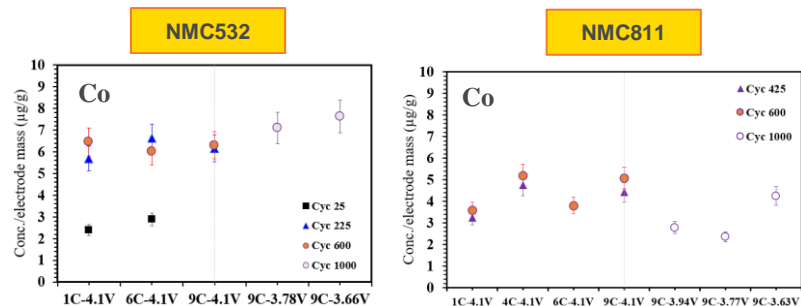 NMC532
NMC811
Conc./electrode mass (µg/g)
10
9
8
7
6
5
4
3
2
1
0
Co
Cyc 25
Cyc 225
Cyc 600
Cyc 1000
1C-4.1V 6C-4.1V 9C-4.1V 9C-3.78V 9C-3.66V
Conc./electrode mass (µg/g)
10
9
8
7
6
5
4
3
2
1
0
Co
Cyc 425
Cyc 600
Cyc 1000
1C-4.1V 4C-4.1V 6C-4.1V 9C-4.1V 9C-3.94V 9C-3.77V 9C-3.63V